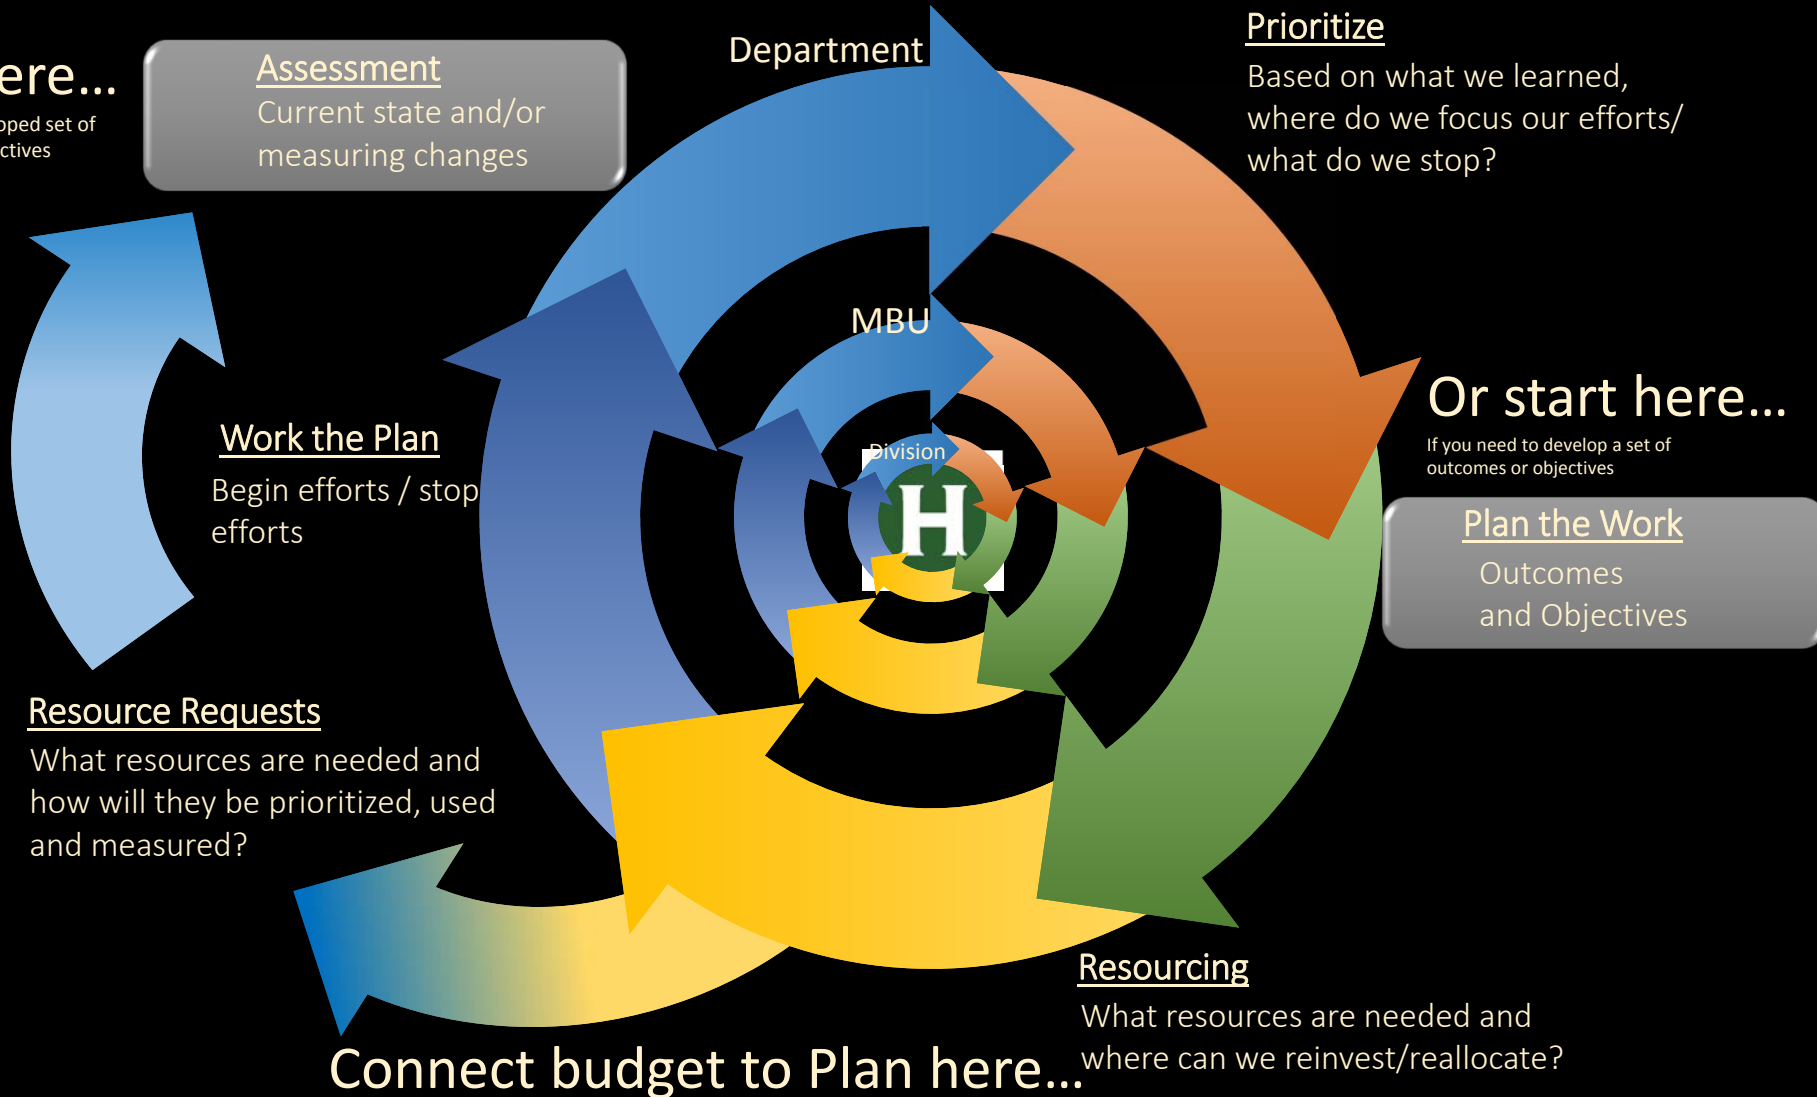 ere...
pped set of
ctives
Assessment
Current state and/or
measuring changes
Department
Prioritize
Based on what we learned,
where do we focus our efforts/
what do we stop?
MBU
Division
H
Or start here...
If you need to develop a set of
outcomes or objectives
Plan the Work
Outcomes
and Objectives
Work the Plan
Begin efforts / stop
efforts
Resource Requests
What resources are needed and
how will they be prioritized, used
and measured?
Resourcing
What resources are needed and
where can we reinvest/reallocate?
Connect budget to Plan here...